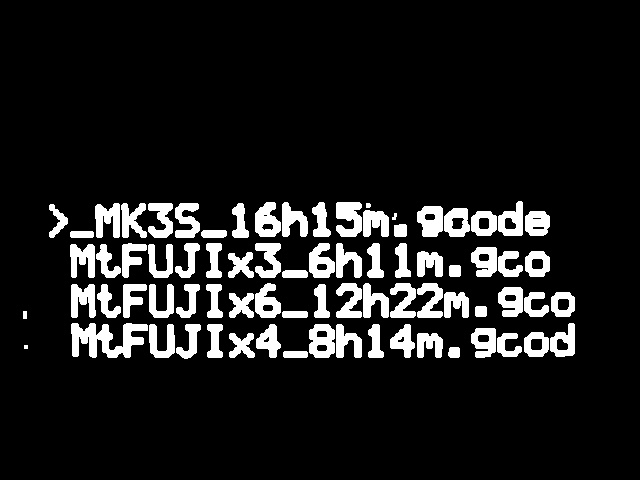 >_MK3S_16h15m.gcode
MtFUJIx3_6h11m.gco
MtFUJIx6_12h22m.gco
MtFUJIx4_8h14m.gcod